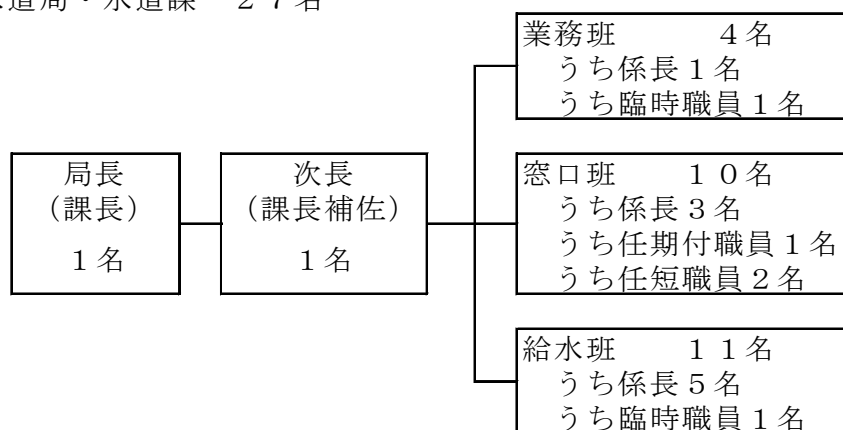 水道局・水道課 ２７名
業務班 ４名
うち係長１名
うち臨時職員１名
局長
（課長）
１名
次長
（課長補佐）
１名
窓口班 １０名
うち係長３名
うち任期付職員１名
うち任短職員２名
給水班 １１名
うち係長５名
うち臨時職員１名